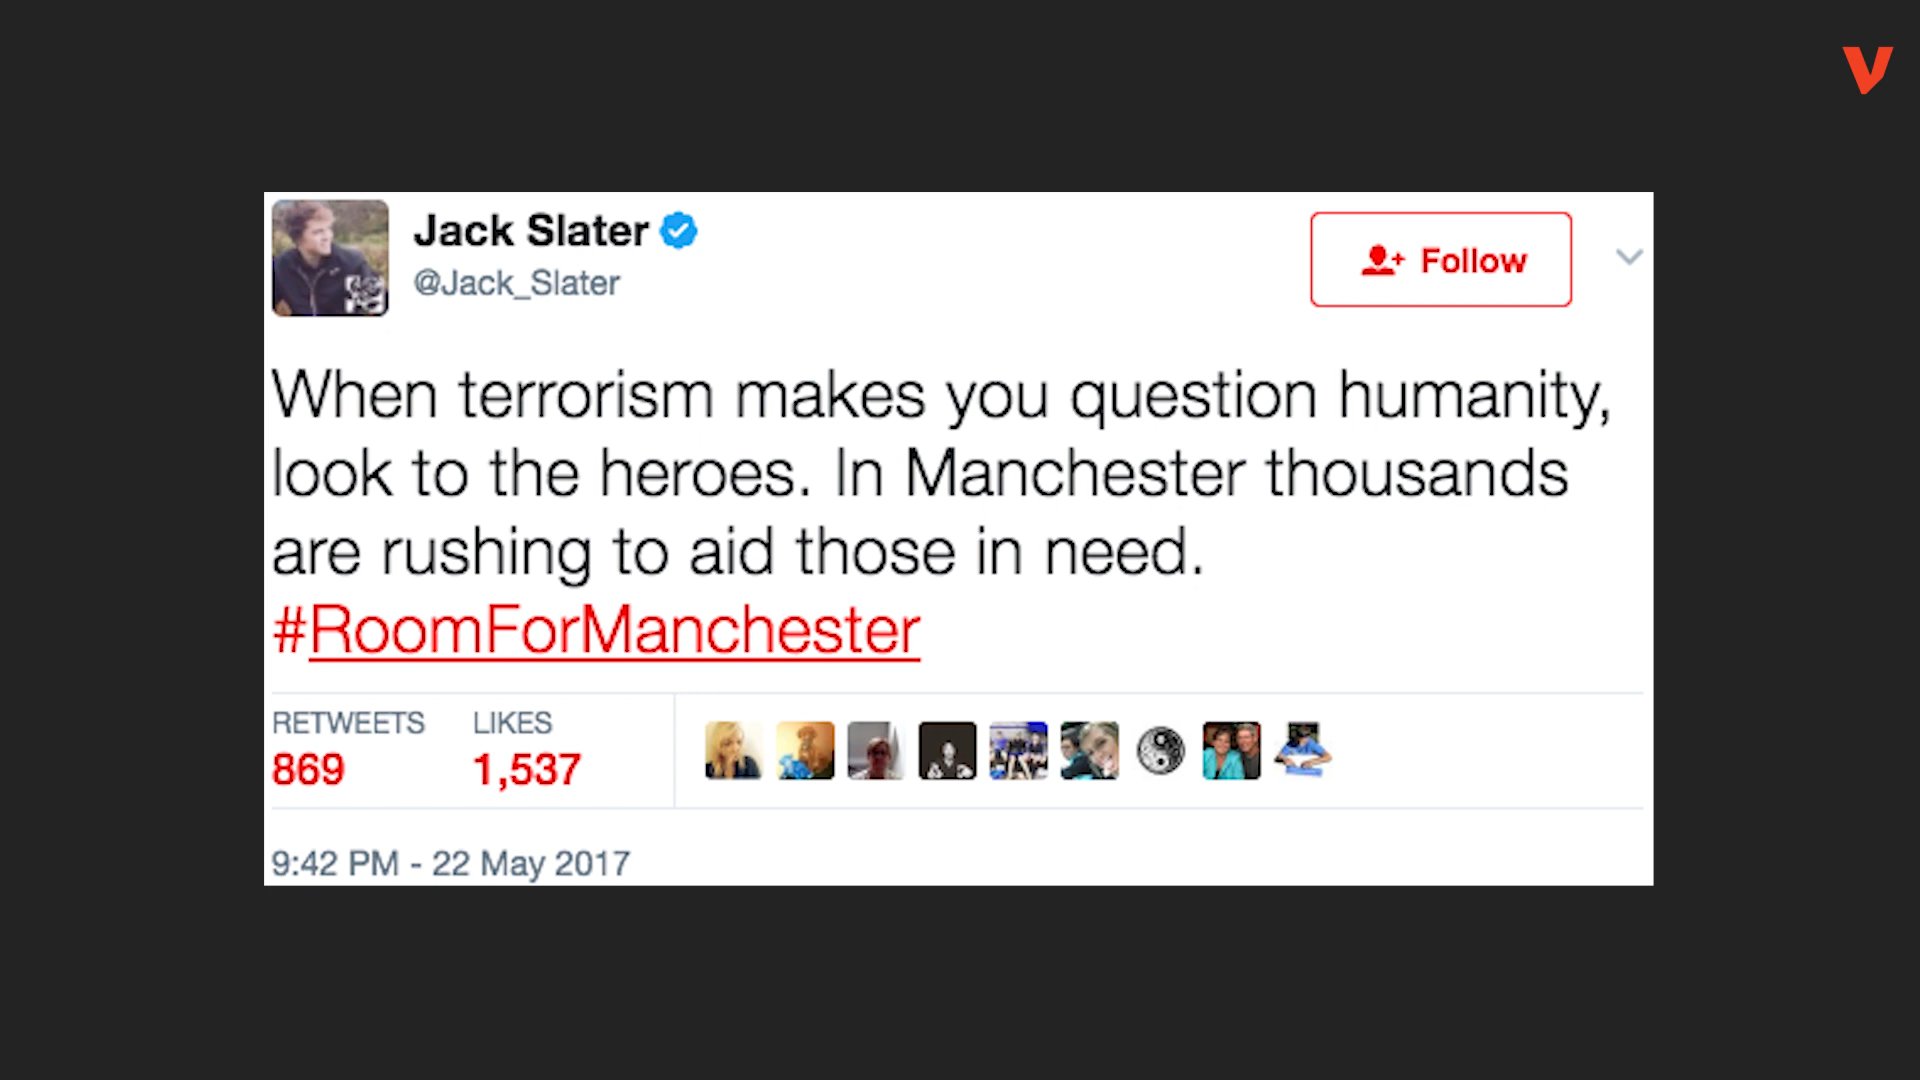 V
Jack Slater
@Jack_Slater
Follow
When terrorism makes you question humanity,
look to the heroes. In Manchester thousands
are rushing to aid those in need.
#RoomForManchester
RETWEETS LIKES
869 1,537
9:42 PM - 22 May 2017